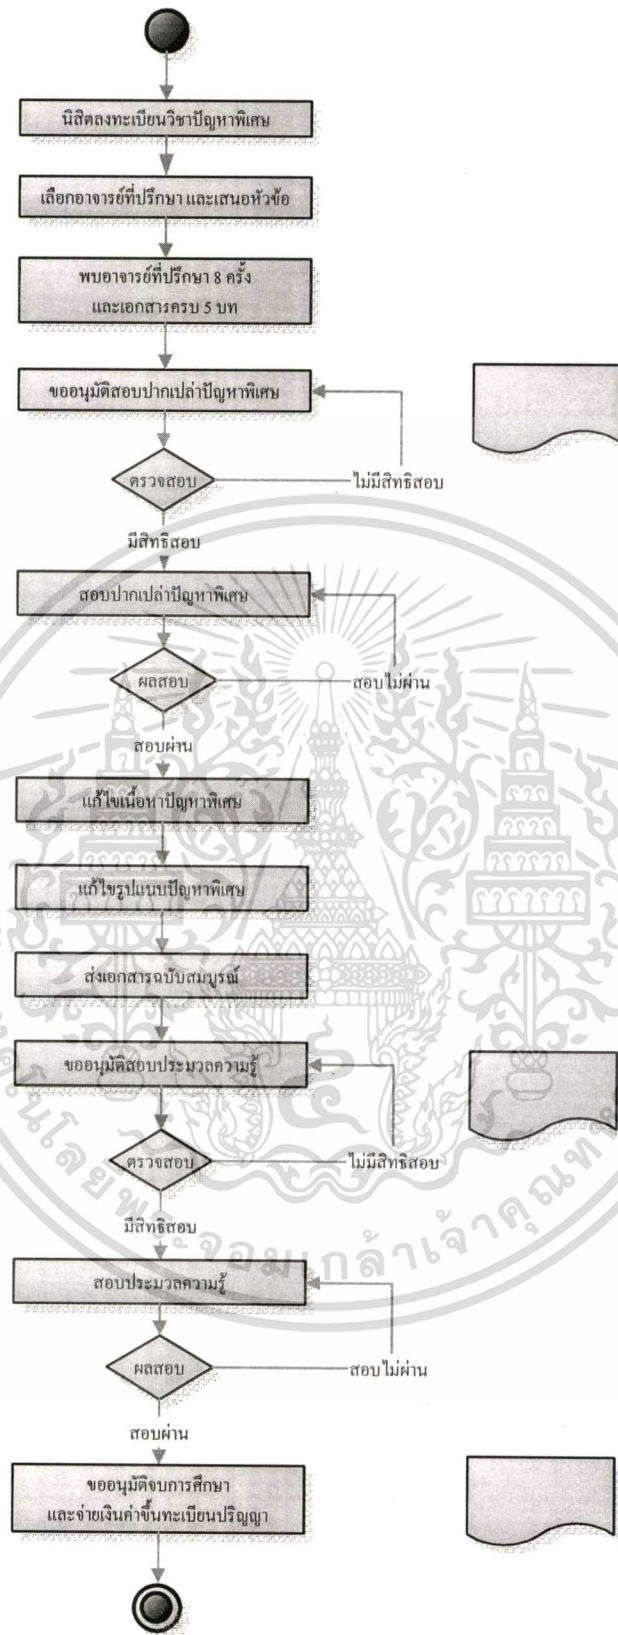 นิสิตลงทะเบียนวิชาปัญหาพิเศษ
เลือกอาจารย์ที่ปรึกษา และเสนอหัวข้อ
พบอาจารย์ที่ปรึกษา 8 ครั้ง
และเอกสารครบ 5 บท
ขออนุมัติสอบปากเปล่าปัญหาพิเศษ
ตรวจสอบ
ไม่มีสิทธิสอบ
มีสิทธิสอบ
สอบปากเปล่าปัญหาพิเศษ
ผลสอบ
สอบไม่ผ่าน
สอบผ่าน
แก้ไขเนื้อหาปัญหาพิเศษ
แก้ไขรูปแบบปัญหาพิเศษ
ส่งเอกสารฉบับสมบูรณ์
ขออนุมัติสอบประมวลความรู้
ตรวจสอบ
ไม่มีสิทธิสอบ
มีสิทธิสอบ
สอบประมวลความรู้
ผลสอบ
สอบไม่ผ่าน
สอบผ่าน
ขออนุมัติจบการศึกษา
และจ่ายเงินค่าขึ้นทะเบียนปริญญา
พระจอมเกล้าเจ้าคุณ